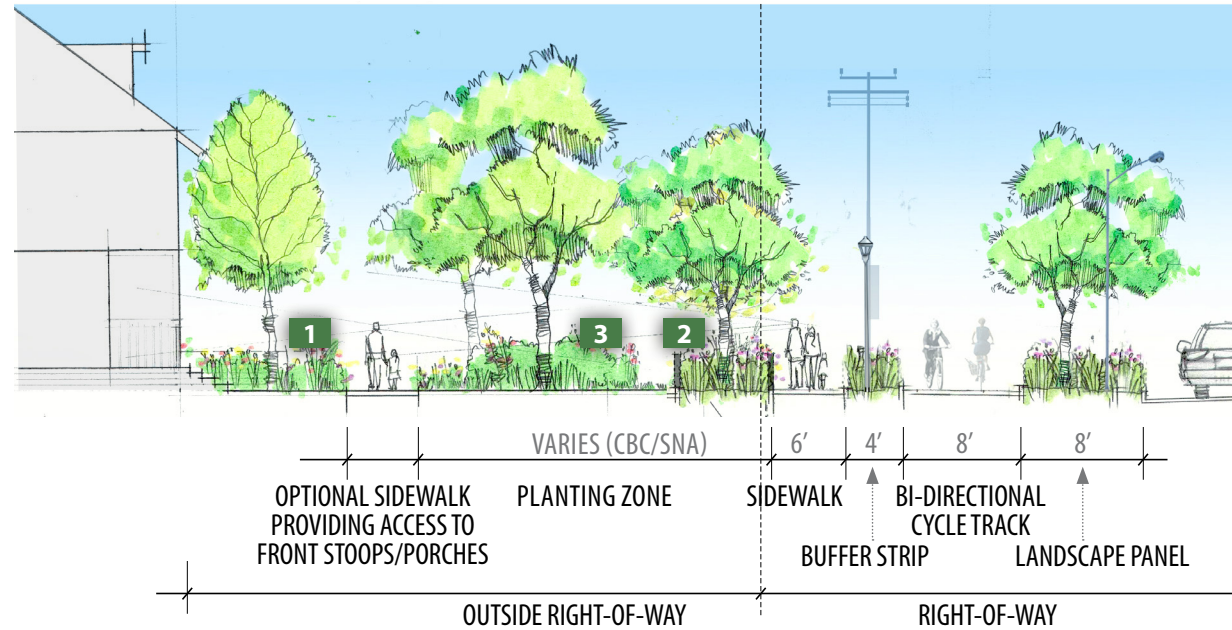 1
3
2
VARIES (CBC/SNA)
6’
4’
8’
8’
OPTIONAL SIDEWALK
PROVIDING ACCESS TO
FRONT STOOPS/PORCHES
PLANTING ZONE
SIDEWALK
BUFFER STRIP
BI-DIRECTIONAL
CYCLE TRACK
LANDSCAPE PANEL
OUTSIDE RIGHT-OF-WAY
RIGHT-OF-WAY